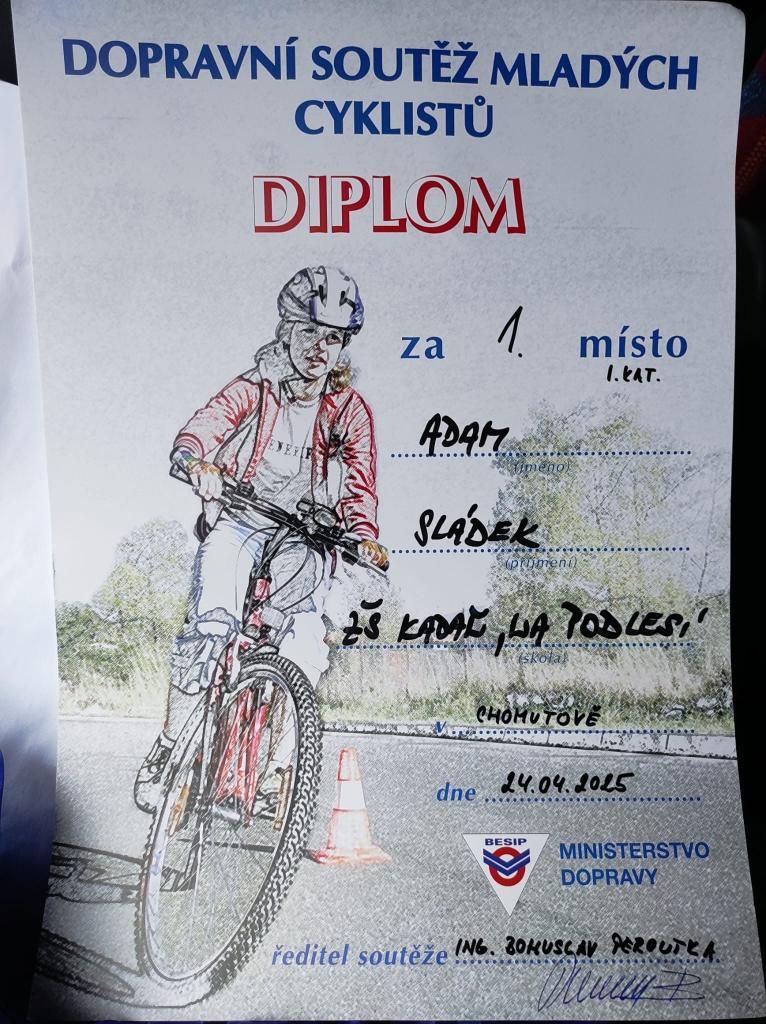 DOPRAVNÍ SOUTĚŽ MLADÝCH
CYKLISTŮ
DIPLOM
za 1. místo
I. KAT.
ADAM
(jméno)
SLÁDEK
(příjmení)
ZŠ KADAŇ, NA PODLESÍ
(škola)
v CHOMUTOVĚ
dne 24.04.2025
BESIP
MINISTERSTVO
DOPRAVY
ředitel soutěže ING. BOHUSLAV PEROUTKA